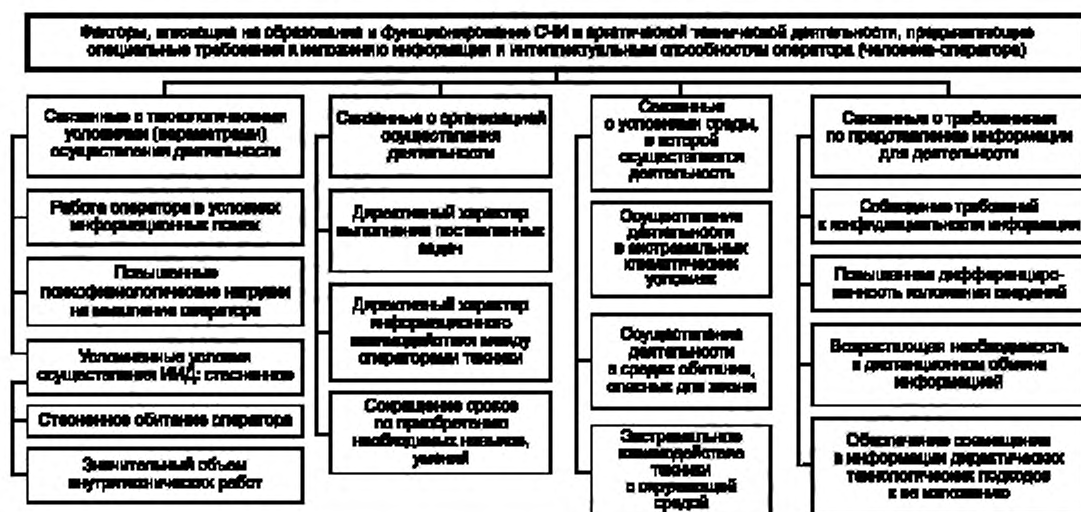 Факторы, влияющие на образование и функционирование СЧИ в арктической технической деятельности, предъявляющие
специальные требования к изложению информации и интеллектуальным способностям оператора (человека-оператора)
Связанные с технологическими
условиями (параметрами)
осуществления деятельности
Работа оператора в условиях
информационных помех
Повышенные
психофизиологические нагрузки
на мышление оператора
Усложненные условия
осуществления ИИД: стесненное
Стесненное обитание оператора
Значительный объем
внутритехнических работ
Связанные с организацией
осуществления
деятельности
Директивный характер
выполнения поставленных
задач
Директивный характер
информационного
взаимодействия между
операторами техники
Сокращение сроков
по приобретению
необходимых навыков,
умений
Связанные
с условиями среды,
в которой
осуществляется
деятельность
Осуществление
деятельности
в экстремальных
климатических
условиях
Осуществление
деятельности
в средах обитания,
опасных для жизни
Экстремальное
взаимодействие
техники
с окружающей
средой
Связанные с требованиями
по представлению информации
для деятельности
Соблюдение требований
к конфиденциальности информации
Повышенная дифференциро-
ванность изложения сведений
Возрастающая необходимость
в дистанционном обмене
информацией
Обеспечение совмещения
в информации дидактических
технологических подходов
к ее изложению